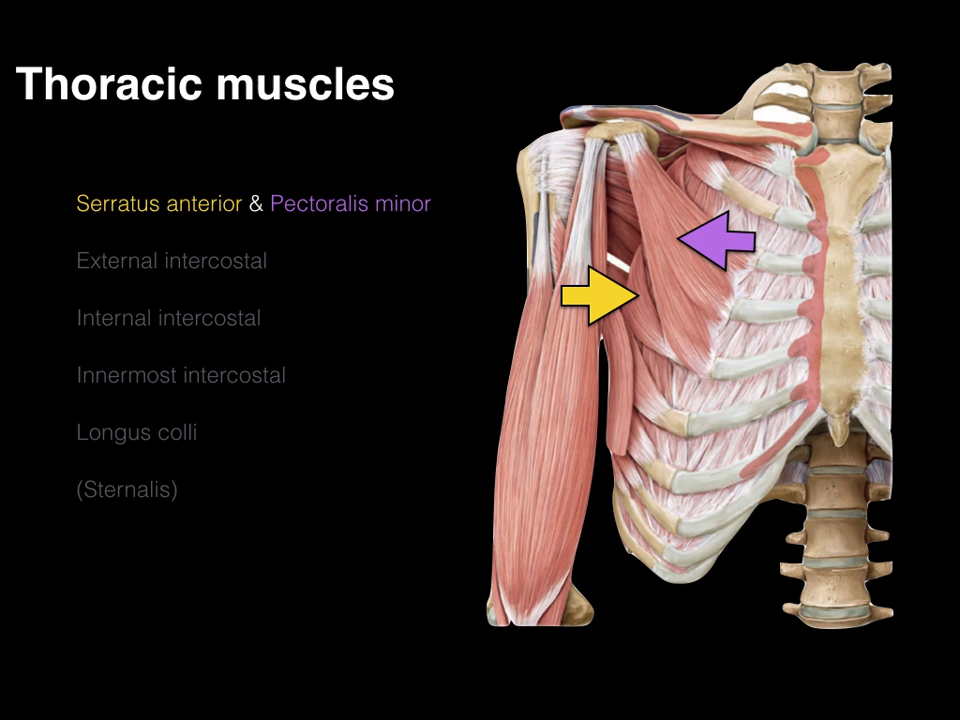 Thoracic muscles
Serratus anterior & Pectoralis minor
External intercostal
Internal intercostal
Innermost intercostal
Longus colli
(Sternalis)